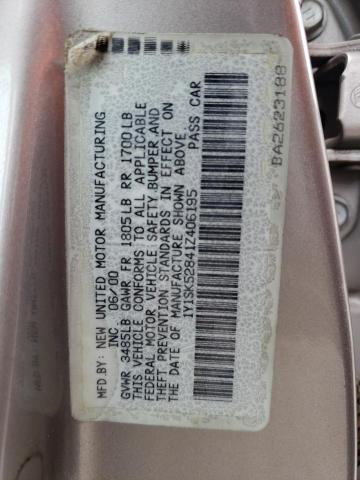 MFD BY NEW UNITED MOTOR MANUFACTURING
INC 06/00
GVWR 3485LB GAWR FR 1805LB RR 1700LB
THIS VEHICLE CONFORMS TO ALL APPLICABLE
FEDERAL MOTOR VEHICLE SAFETY BUMPER, AND
THEFT PREVENTION STANDARDS IN EFFECT ON
THE DATE OF MANUFACTURE SHOWN ABOVE.
1Y1SK52841Z406195 PASS CAR
BA2623188